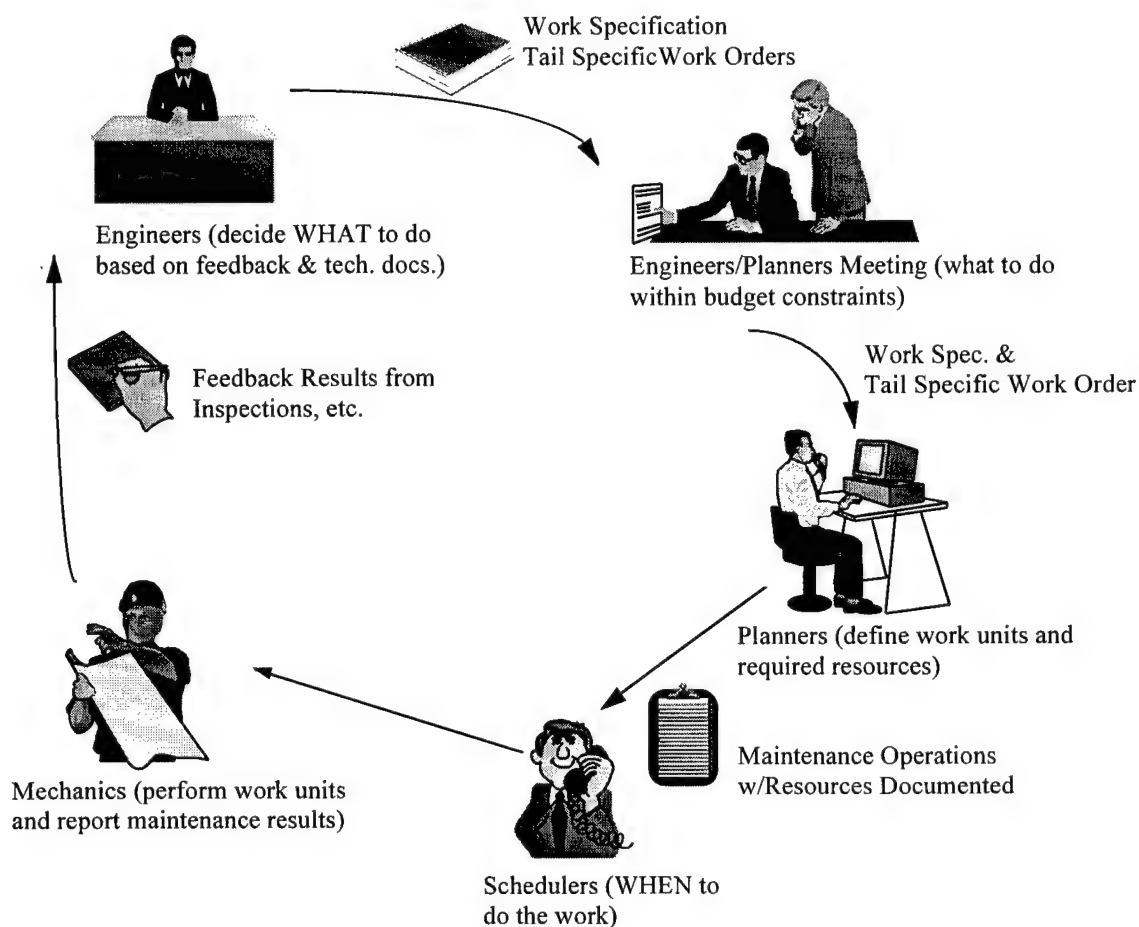 Work Specification
Tail SpecificWork Orders
Engineers (decide WHAT to do
based on feedback & tech. docs.)
Engineers/Planners Meeting (what to do
within budget constraints)
Work Spec. &
Tail Specific Work Order
Feedback Results from
Inspections, etc.
Planners (define work units and
required resources)
Maintenance Operations
w/Resources Documented
Mechanics (perform work units
and report maintenance results)
Schedulers (WHEN to
do the work)